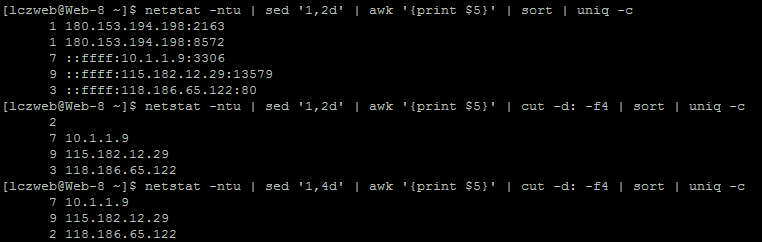 [lczweb@Web-8 ~]$ netstat -ntu | sed '1,2d' | awk '{print $5}' | sort | uniq -c
1 180.153.194.198:2163
1 180.153.194.198:8572
7 ::ffff:10.1.1.9:3306
9 ::ffff:115.182.12.29:13579
3 ::ffff:118.186.65.122:80
[lczweb@Web-8 ~]$ netstat -ntu | sed '1,2d' | awk '{print $5}' | cut -d: -f4 | sort | uniq -c
2
7 10.1.1.9
9 115.182.12.29
3 118.186.65.122
[lczweb@Web-8 ~]$ netstat -ntu | sed '1,4d' | awk '{print $5}' | cut -d: -f4 | sort | uniq -c
7 10.1.1.9
9 115.182.12.29
2 118.186.65.122